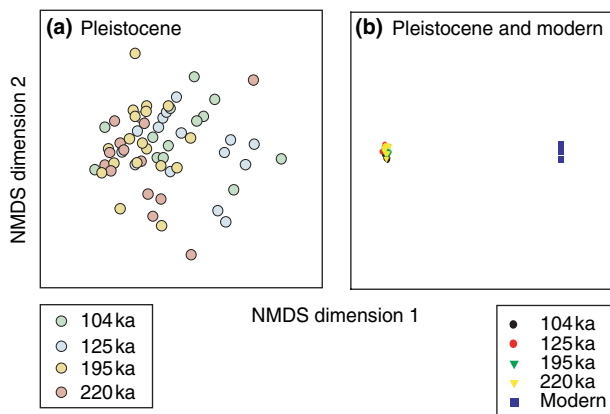 (a) Pleistocene
(b) Pleistocene and modern
NMDS dimension 2
NMDS dimension 1
104 ka
125 ka
195 ka
220 ka
104 ka
125 ka
195 ka
220 ka
Modern